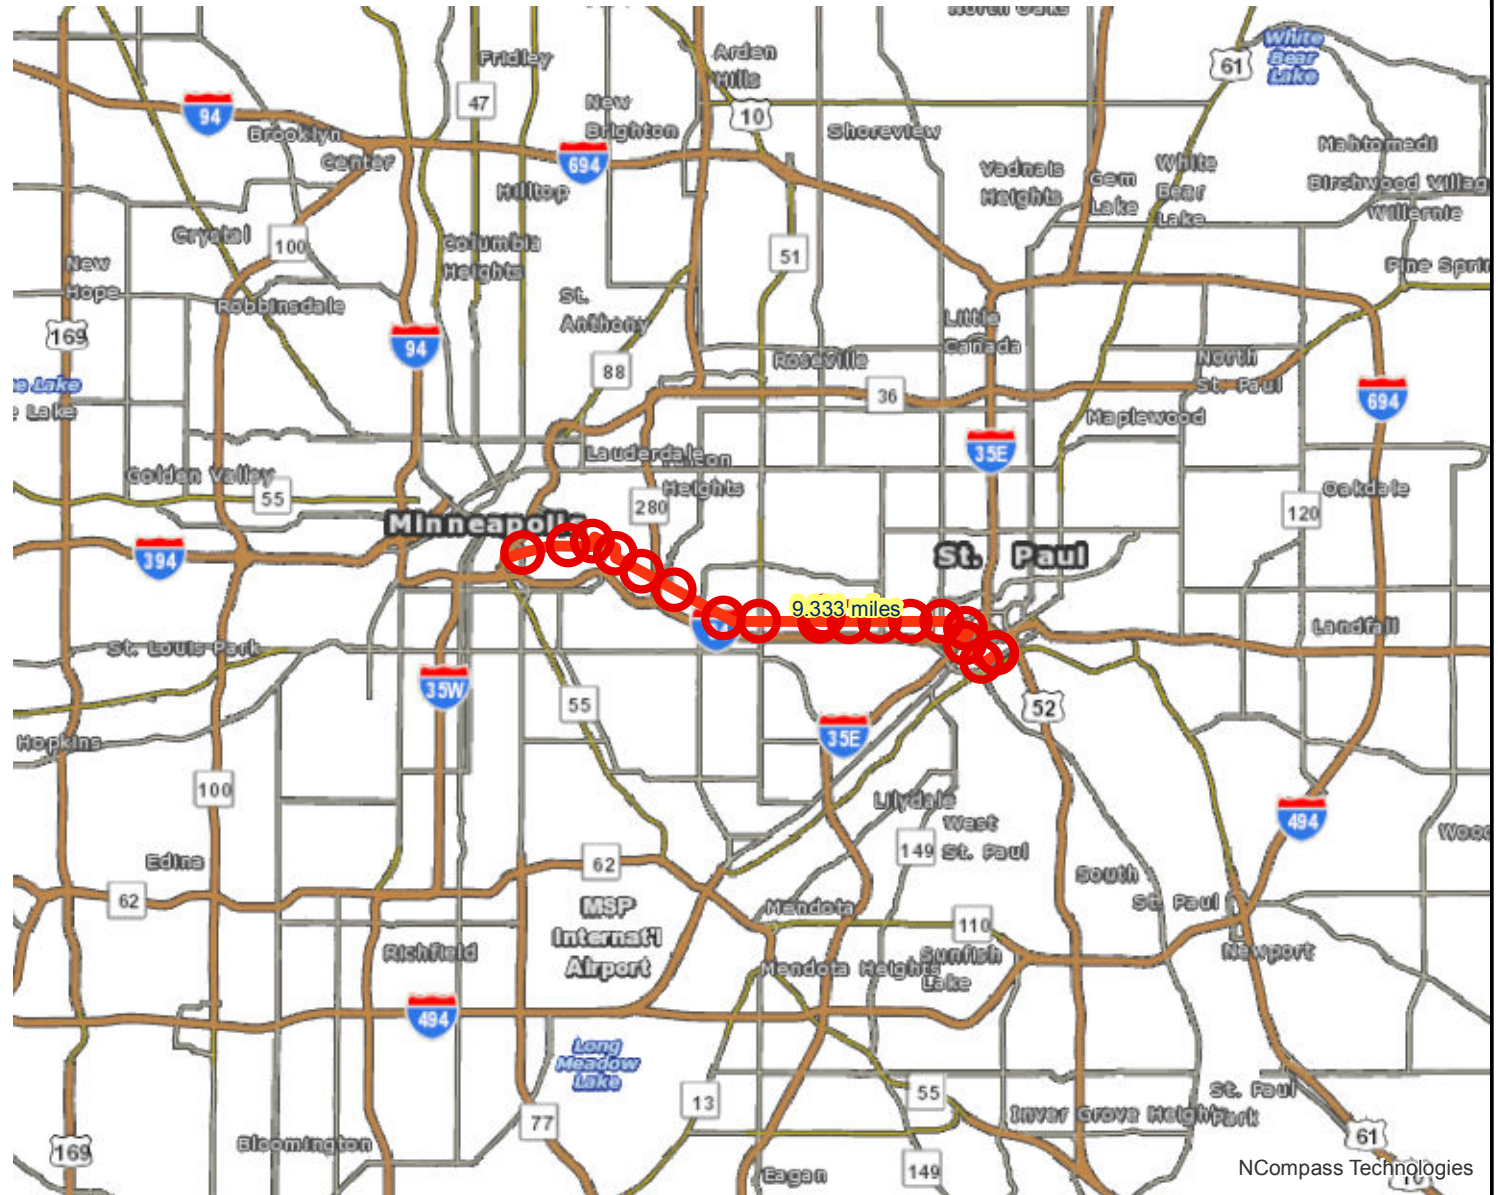 North Oaks
Fridley
Arden
Hills
61
White
Bear
Lake
94
47
New
Brighton
10
Shoreview
Brooklyn
Center
694
Hilltop
Vadnais
Heights
Gem
Lake
White
Bear
Lake
Mahtomedi
Birchwood Villag
Willernie
Crystal
100
Columbia
Heights
51
New
Hope
Robbinsdale
St.
Anthony
Pine Sprin
169
94
Little
Canada
88
Roseville
36
North
St. Paul
e Lake
e Lake
694
Maplewood
35E
Lauderdale
Heights
Golden Valley
55
280
120
Oakdale
Minneapolis
394
St. Paul
9.333 miles
Landfall
St. Louis Park
35W
55
52
35E
Hopkins
100
Lilydale
West
St. Paul
149
494
Wood
Edina
62
62
South
St. Paul
MSP
Internat'l
Airport
Mendota
110
Richfield
Mendota Heights
Sunfish
Lake
Newport
494
Long
Meadow
Lake
13
55
St. Paul
Park
77
Inver Grove Heights
61
Bloomington
169
Eagan
149
10
NCompass Technologies